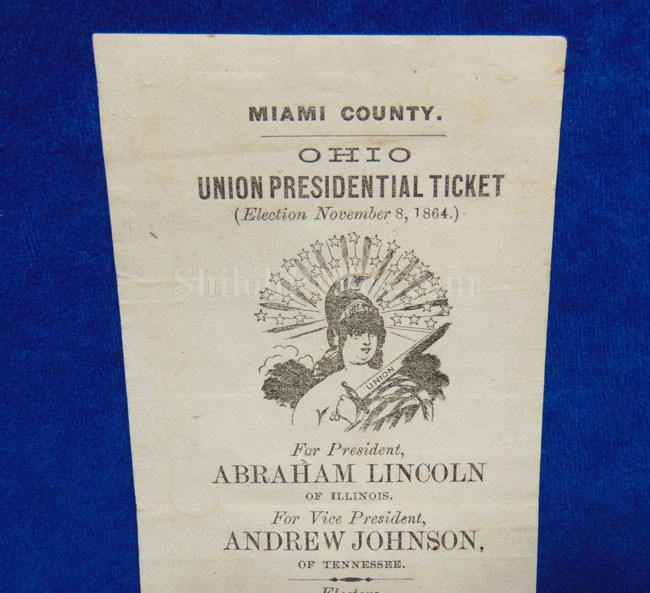 MIAMI COUNTY.
OHIO
UNION PRESIDENTIAL TICKET
(Election November 8, 1864.)
UNION
For President,
ABRAHAM LINCOLN
OF ILLINOIS.
For Vice President,
ANDREW JOHNSON,
OF TENNESSEE.
Electors